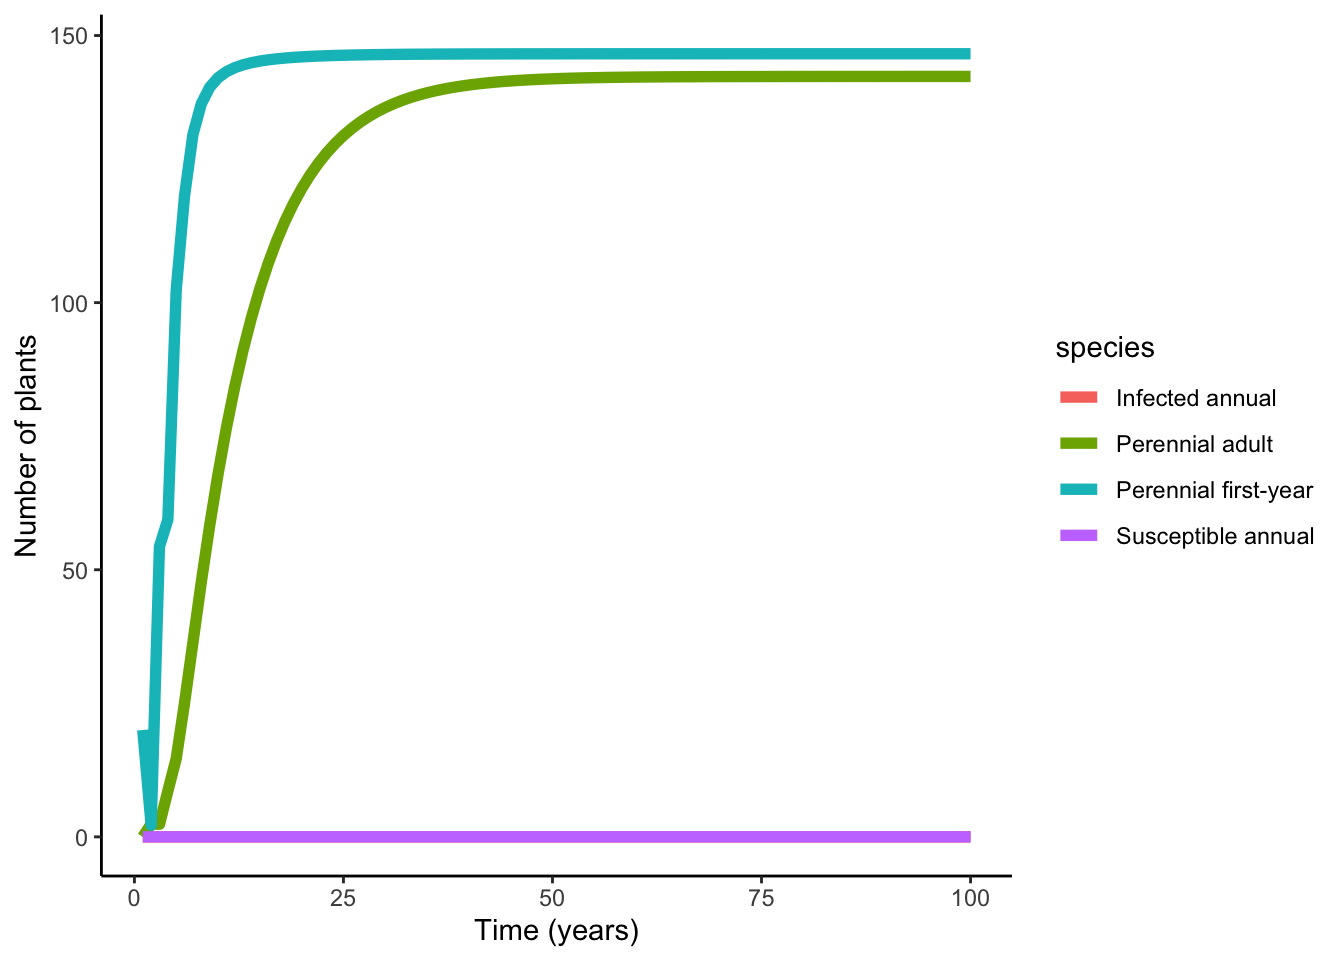 150
100
50
0
Number of plants
0 25 50 75 100
Time (years)
species
Infected annual
Perennial adult
Perennial first-year
Susceptible annual